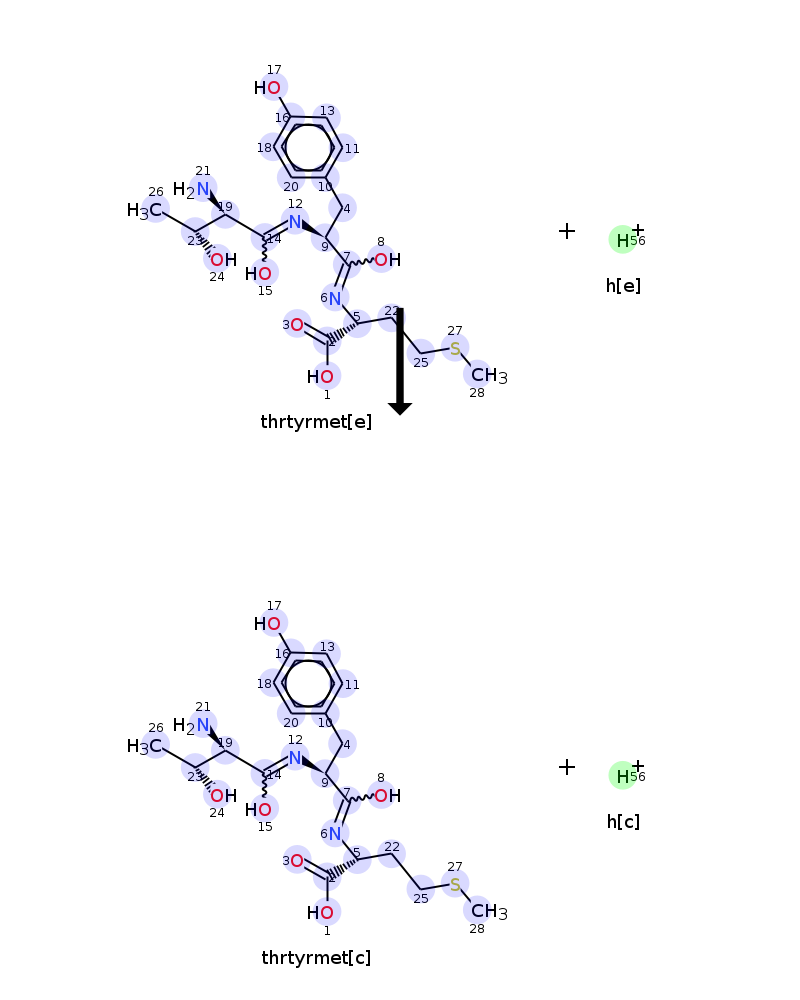 17
HO
16
13
18
11
20
10
21
H2N
26
H3C
19
12
N
4
23
14
9
8
OH
7
OH
24
HO
15
6
N
+
H+
56
h[e]
3
O
5
22
2
27
S
25
HO
1
CH3
28
thrtyrmet[e]
17
HO
16
13
18
11
20
10
21
H2N
26
H3C
19
12
N
4
23
14
9
8
OH
7
OH
24
HO
15
6
N
+
H+
56
h[c]
3
O
5
22
2
27
S
25
HO
1
CH3
28
thrtyrmet[c]